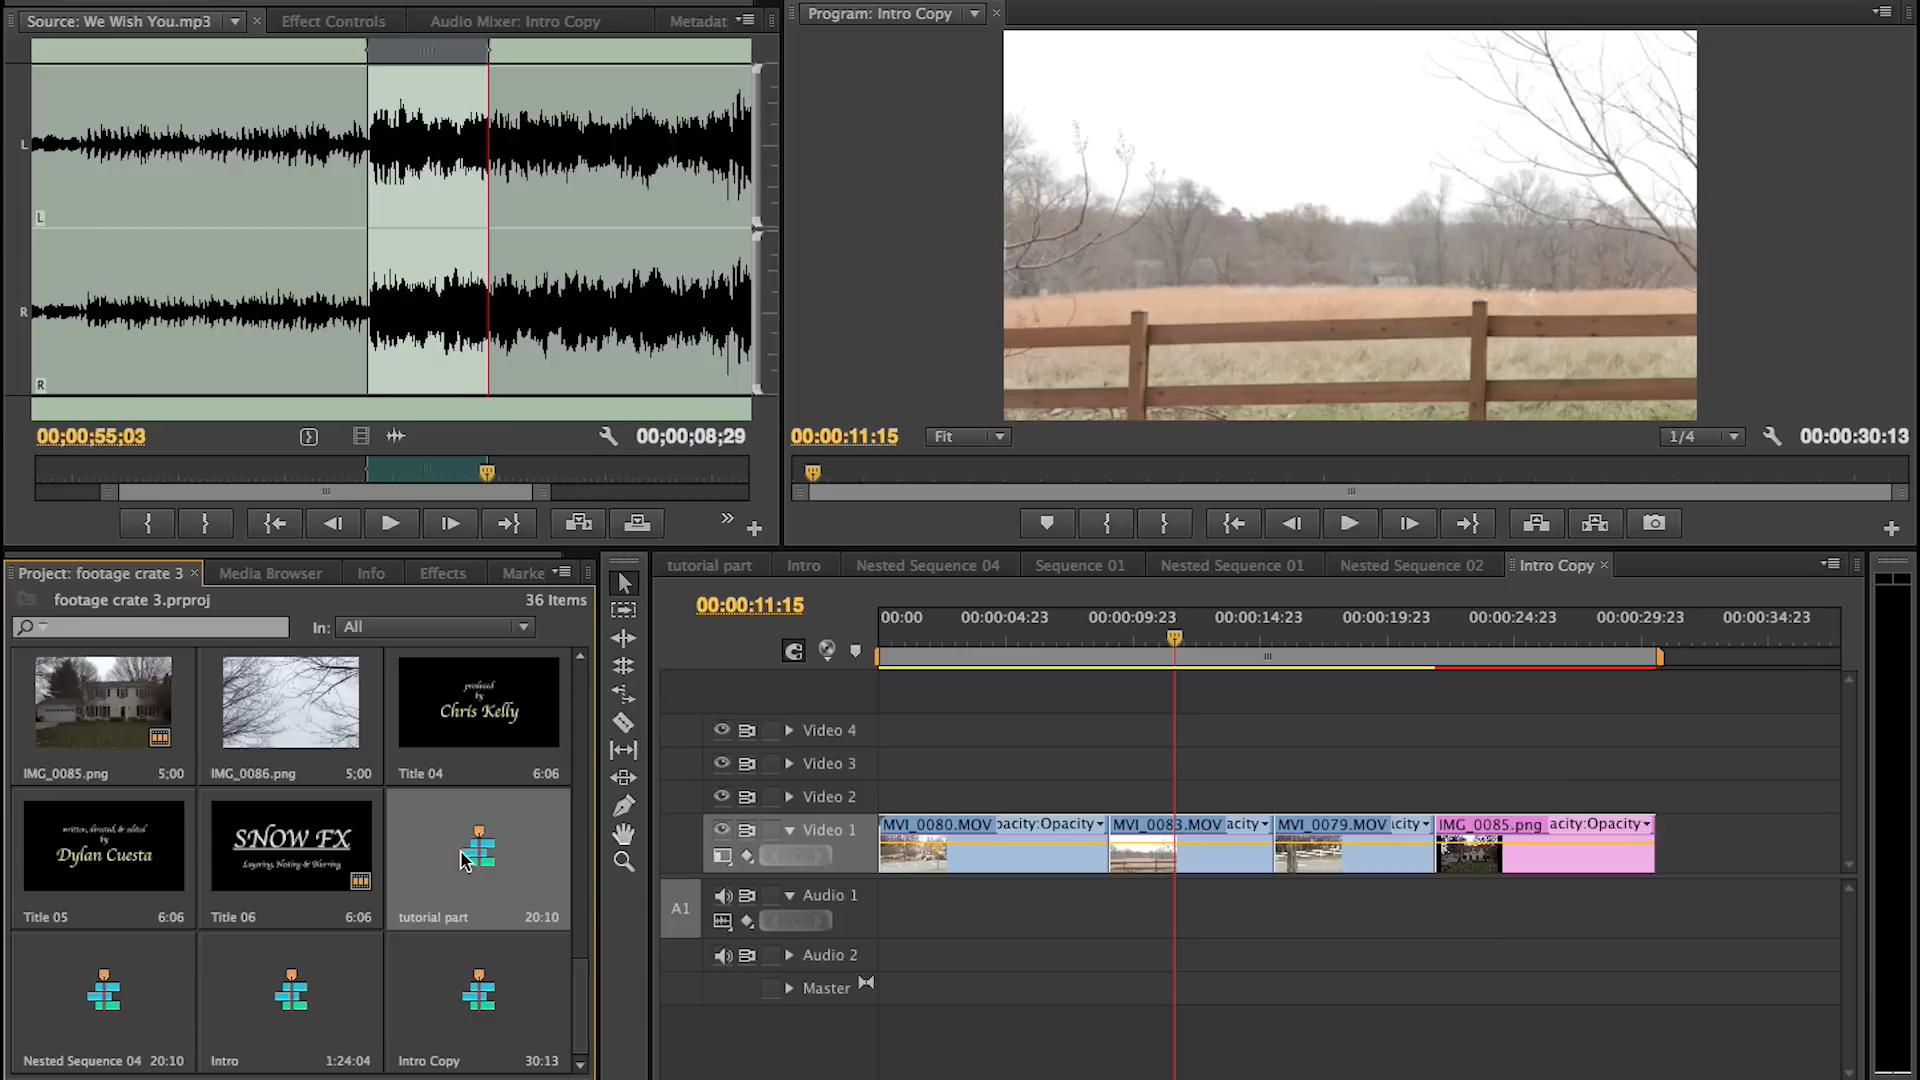 Source: We Wish You.mp3
Effect Controls
Audio Mixer: Intro Copy
Metadat
Program: Intro Copy
L
L
R
R
00;00;55;03
00;00;08;29
00:00:11:15
Fit
1/4
00:00:30:13
Project: footage crate 3
Media Browser
Info
Effects
Marke
footage crate 3.prproj
36 Items
In: All
IMG_0085.png 5;00
IMG_0086.png 5;00
produced
by
Chris Kelly
Title 04 6:06
written, directed, & edited
by
Dylan Cuesta
Title 05 6:06
SNOW FX
Layering, Nesting & Blurring
Title 06 6:06
tutorial part 20:10
Nested Sequence 04 20:10
Intro 1:24:04
Intro Copy 30:13
tutorial part
Intro
Nested Sequence 04
Sequence 01
Nested Sequence 01
Nested Sequence 02
Intro Copy
00:00:11:15
00:00
00:00:04:23
00:00:09:23
00:00:14:23
00:00:19:23
00:00:24:23
00:00:29:23
00:00:34:23
Video 4
Video 3
Video 2
Video 1
MVI_0080.MOV pacity:Opacity
MVI_0083.MOV acity
MVI_0079.MOV acity
IMG_0085.png acity:Opacity
A1
Audio 1
Audio 2
Master